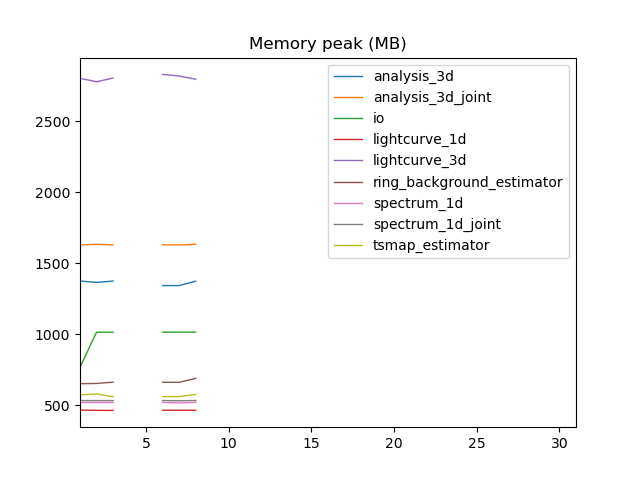 Memory peak (MB)
analysis_3d
analysis_3d_joint
io
lightcurve_1d
lightcurve_3d
ring_background_estimator
spectrum_1d
spectrum_1d_joint
tsmap_estimator
2500
2000
1500
1000
500
5 10 15 20 25 30